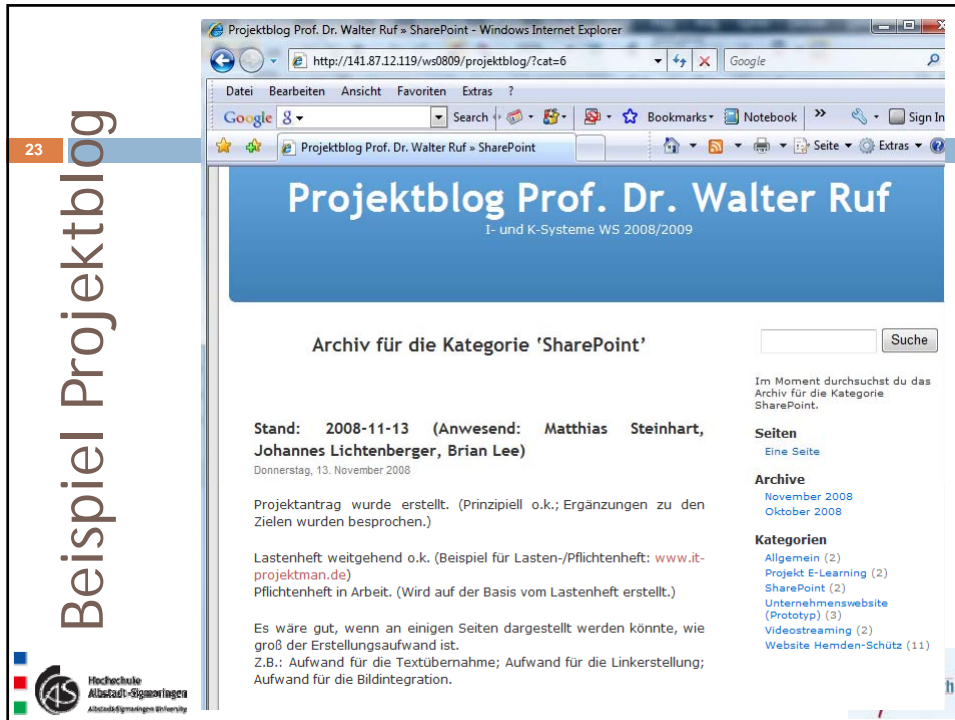 Beispiel Projektblog
23
Projektblog Prof. Dr. Walter Ruf » SharePoint - Windows Internet Explorer
http://141.87.12.119/ws0809/projektblog/?cat=6
Google
Datei Bearbeiten Ansicht Favoriten Extras ?
Google Search Bookmarks Notebook » Sign In
Projektblog Prof. Dr. Walter Ruf » SharePoint
Seite Extras
Projektblog Prof. Dr. Walter Ruf
I- und K-Systeme WS 2008/2009
Archiv für die Kategorie ‘SharePoint’
Stand: 2008-11-13 (Anwesend: Matthias Steinhart,
Johannes Lichtenberger, Brian Lee)
Donnerstag, 13. November 2008
Projektantrag wurde erstellt. (Prinzipiell o.k.; Ergänzungen zu den
Zielen wurden besprochen.)
Lastenheft weitgehend o.k. (Beispiel für Lasten-/Pflichtenheft: www.it-
projektman.de)
Pflichtenheft in Arbeit. (Wird auf der Basis vom Lastenheft erstellt.)
Es wäre gut, wenn an einigen Seiten dargestellt werden könnte, wie
groß der Erstellungsaufwand ist.
Z.B.: Aufwand für die Textübernahme; Aufwand für die Linkerstellung;
Aufwand für die Bildintegration.
Suche
Im Moment durchsuchst du das
Archiv für die Kategorie
SharePoint.
Seiten
Eine Seite
Archive
November 2008
Oktober 2008
Kategorien
Allgemein (2)
Projekt E-Learning (2)
SharePoint (2)
Unternehmenswebsite
(Prototyp) (3)
Videostreaming (2)
Website Hemden-Schütz (11)
Hochschule
Albstadt-Sigmaringen
Albstadt-Sigmaringen University